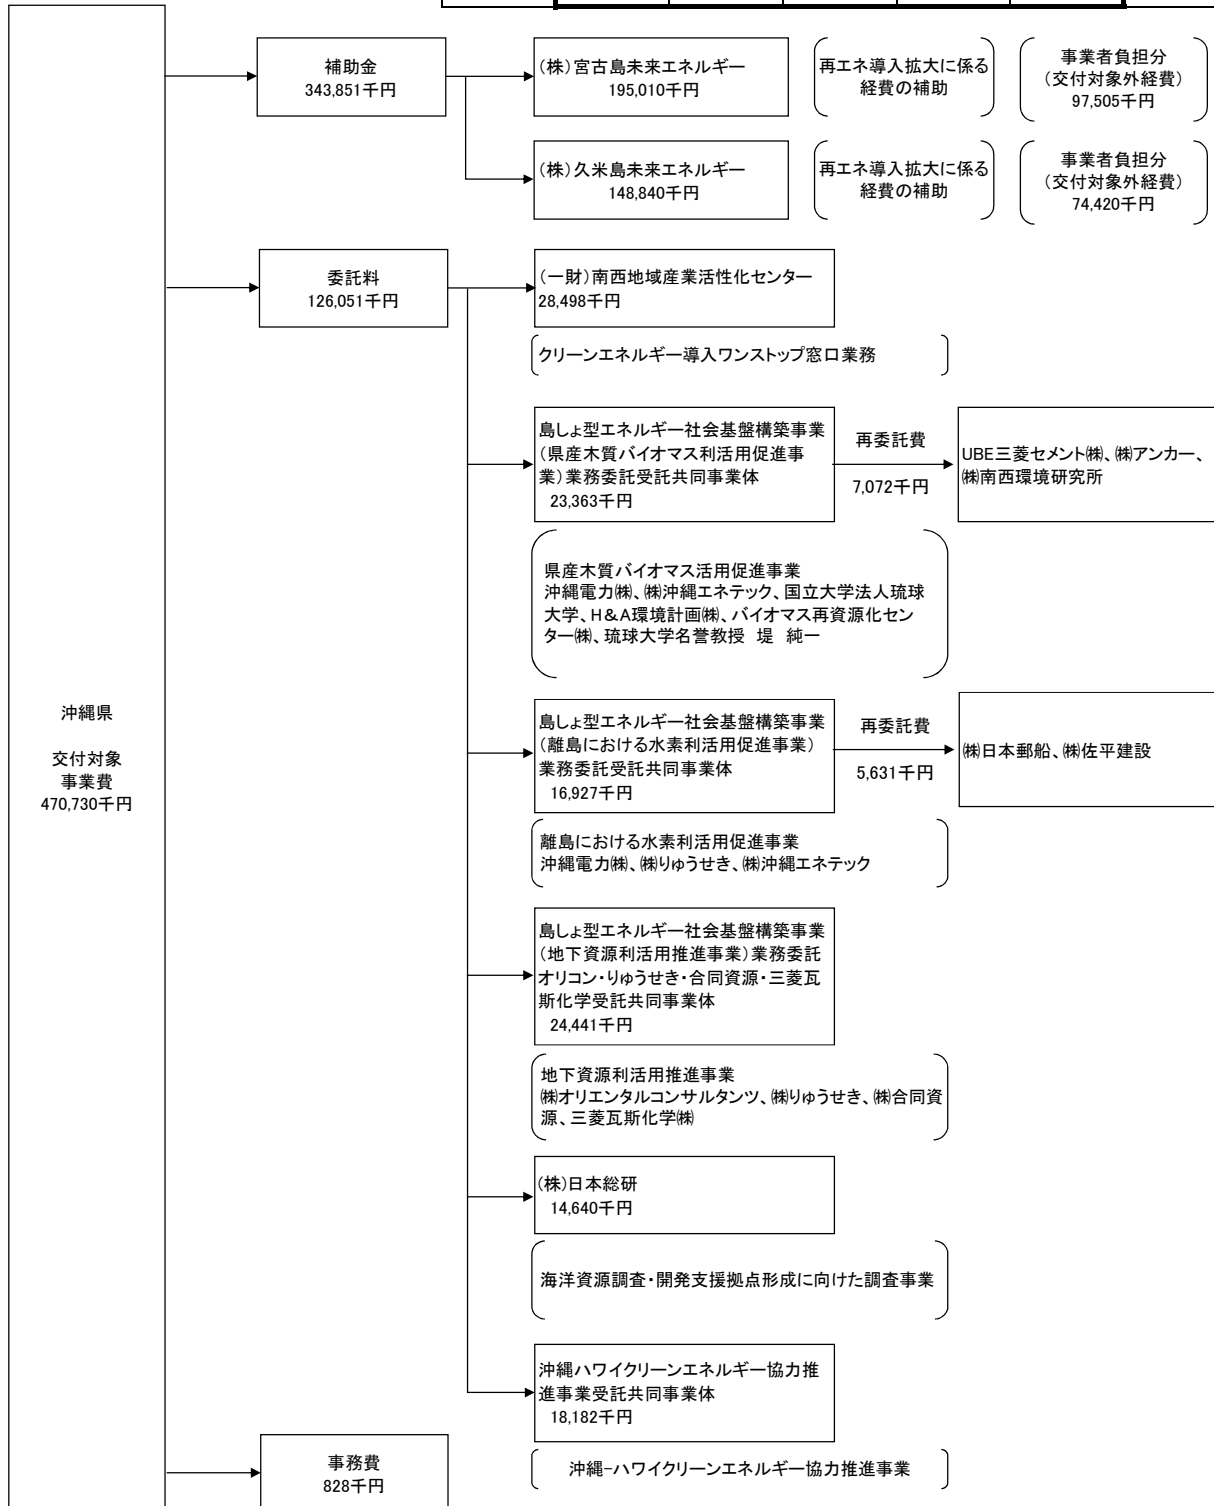 沖縄県
交付対象
事業費
470,730千円
補助金
343,851千円
(株)宮古島未来エネルギー
195,010千円
再エネ導入拡大に係る
経費の補助
事業者負担分
(交付対象外経費)
97,505千円
(株)久米島未来エネルギー
148,840千円
再エネ導入拡大に係る
経費の補助
事業者負担分
(交付対象外経費)
74,420千円
委託料
126,051千円
(一財)南西地域産業活性化センター
28,498千円
クリーンエネルギー導入ワンストップ窓口業務
島しょ型エネルギー社会基盤構築事業
(県産木質バイオマス利活用促進事
業)業務委託受託共同事業体
23,363千円
再委託費
7,072千円
UBE三菱セメント㈱、㈱アンカー、
㈱南西環境研究所
県産木質バイオマス活用促進事業
沖縄電力㈱、㈱沖縄エネテック、国立大学法人琉球
大学、H&A環境計画㈱、バイオマス再資源化セン
ター㈱、琉球大学名誉教授 堤 純一
島しょ型エネルギー社会基盤構築事業
(離島における水素利活用促進事業)
業務委託受託共同事業体
16,927千円
再委託費
5,631千円
㈱日本郵船、㈱佐平建設
離島における水素利活用促進事業
沖縄電力㈱、㈱りゅうせき、㈱沖縄エネテック
島しょ型エネルギー社会基盤構築事業
(地下資源利活用推進事業)業務委託
オリコン・りゅうせき・合同資源・三菱瓦
斯化学受託共同事業体
24,441千円
地下資源利活用推進事業
㈱オリエンタルコンサルタンツ、㈱りゅうせき、㈱合同資
源、三菱瓦斯化学㈱
(株)日本総研
14,640千円
海洋資源調査・開発支援拠点形成に向けた調査事業
沖縄ハワイクリーンエネルギー協力推
進事業受託共同事業体
18,182千円
沖縄-ハワイクリーンエネルギー協力推進事業
事務費
828千円